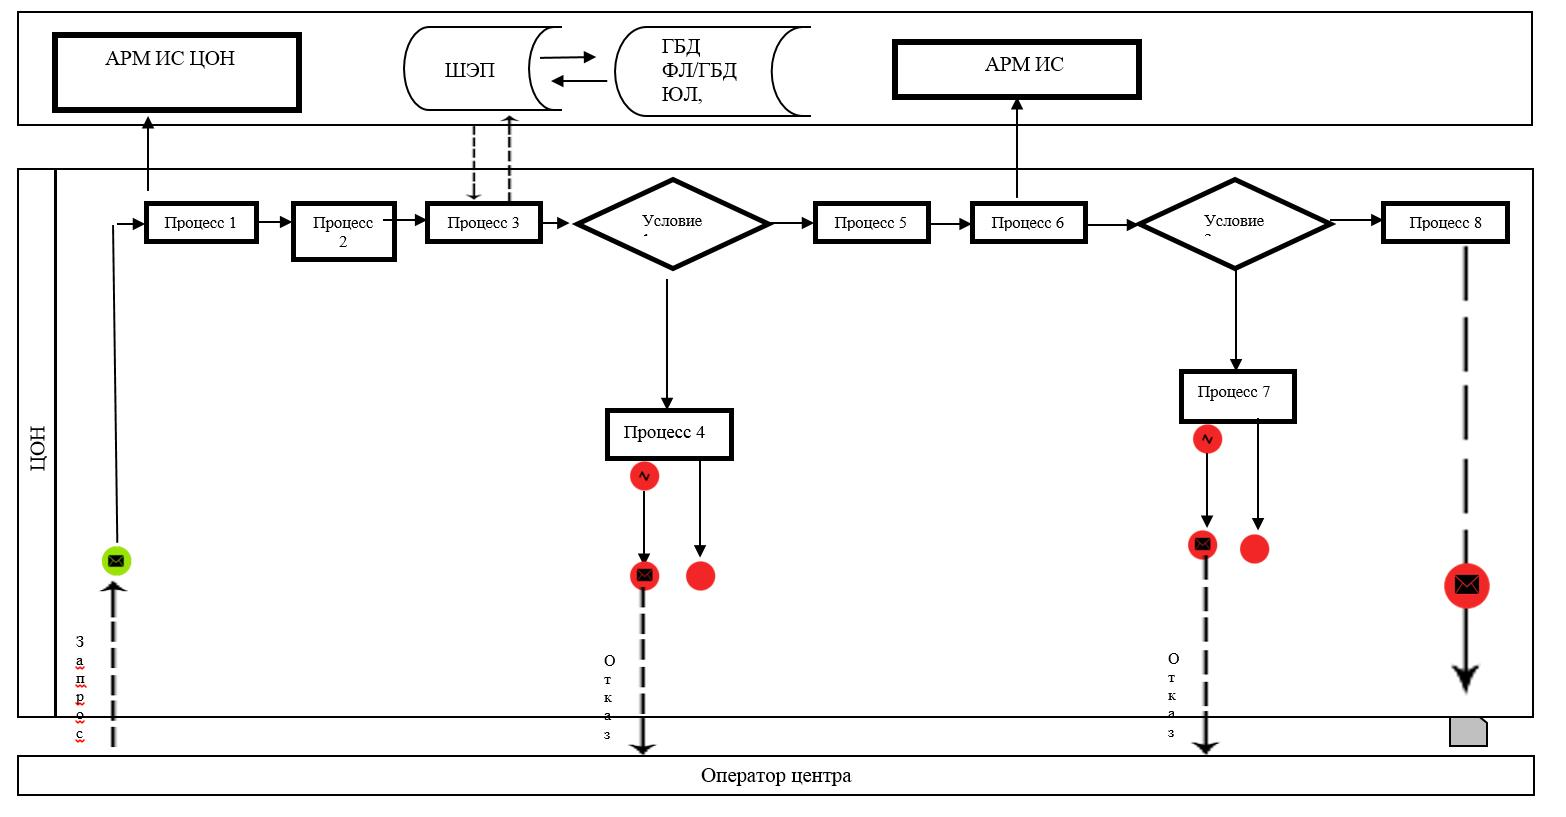 АРМ ИС ЦОН
ШЭП
ГБД
ФЛ/ГБД
ЮЛ,
АРМ ИС
Процесс 1
Процесс
2
Процесс 3
Условие
Процесс 5
Процесс 6
Условие
Процесс 8
Процесс 7
Процесс 4
ЦОН
Запрос
Отказ
Отказ
Оператор центра